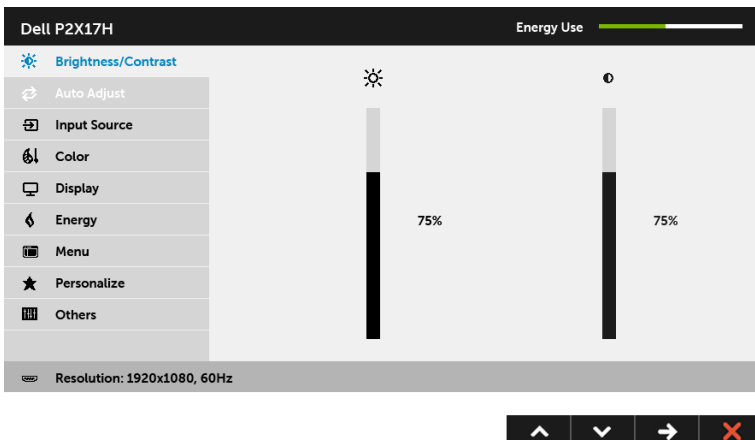 Dell P2X17H
Energy Use
Brightness/Contrast
Auto Adjust
Input Source
Color
Display
Energy
Menu
Personalize
Others
75%
75%
Resolution: 1920x1080, 60Hz